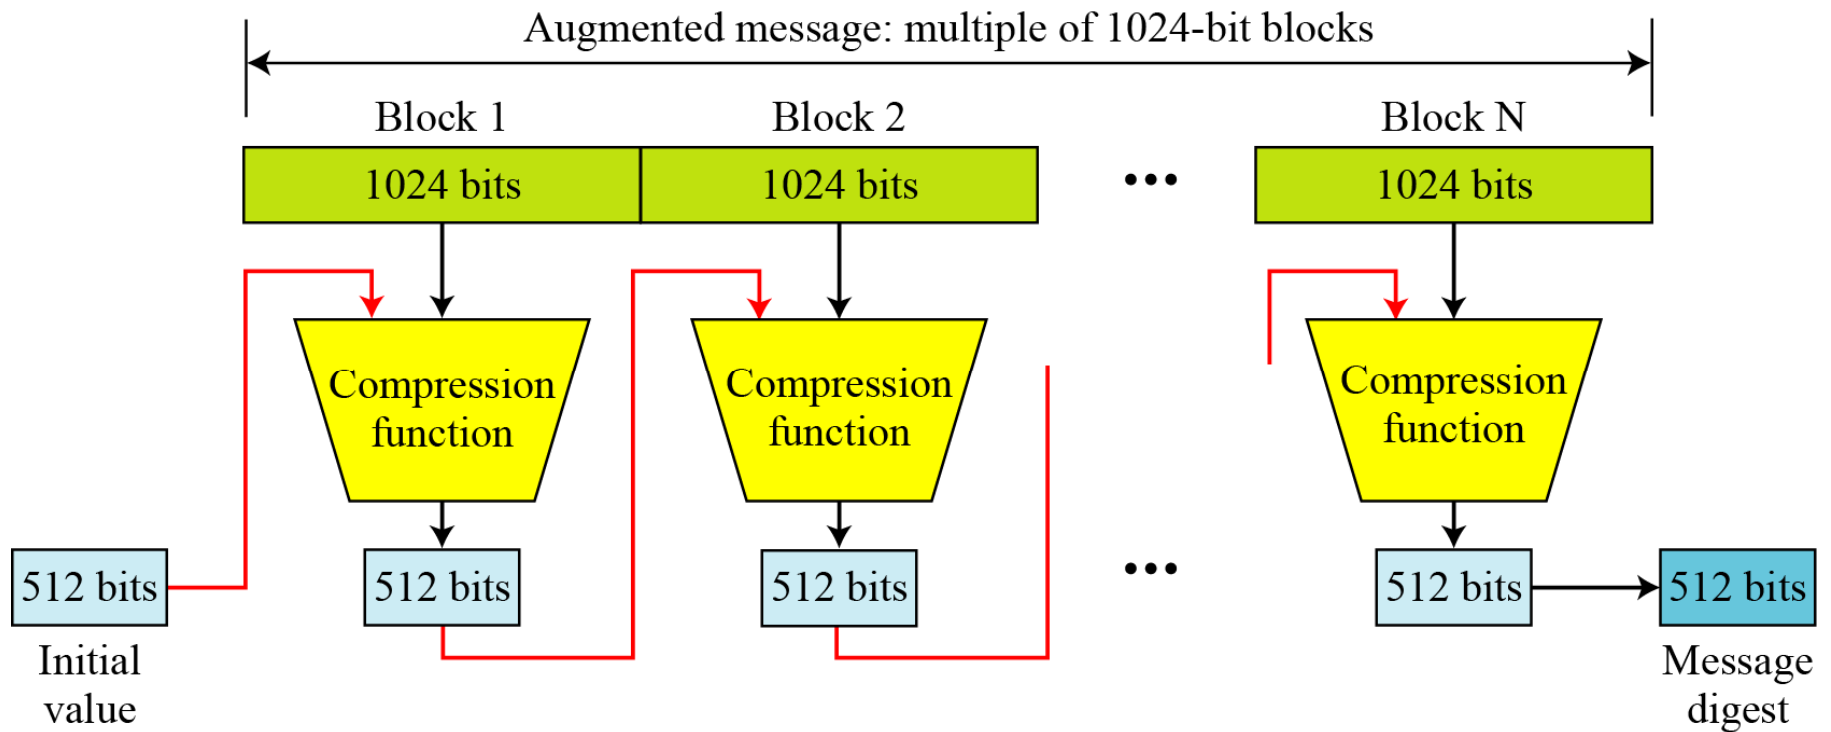 Augmented message: multiple of 1024-bit blocks
Block 1
Block 2
Block N
1024 bits
1024 bits
•••
1024 bits
Compression
function
Compression
function
Compression
function
512 bits
512 bits
512 bits
•••
512 bits
512 bits
Initial
value
Message
digest